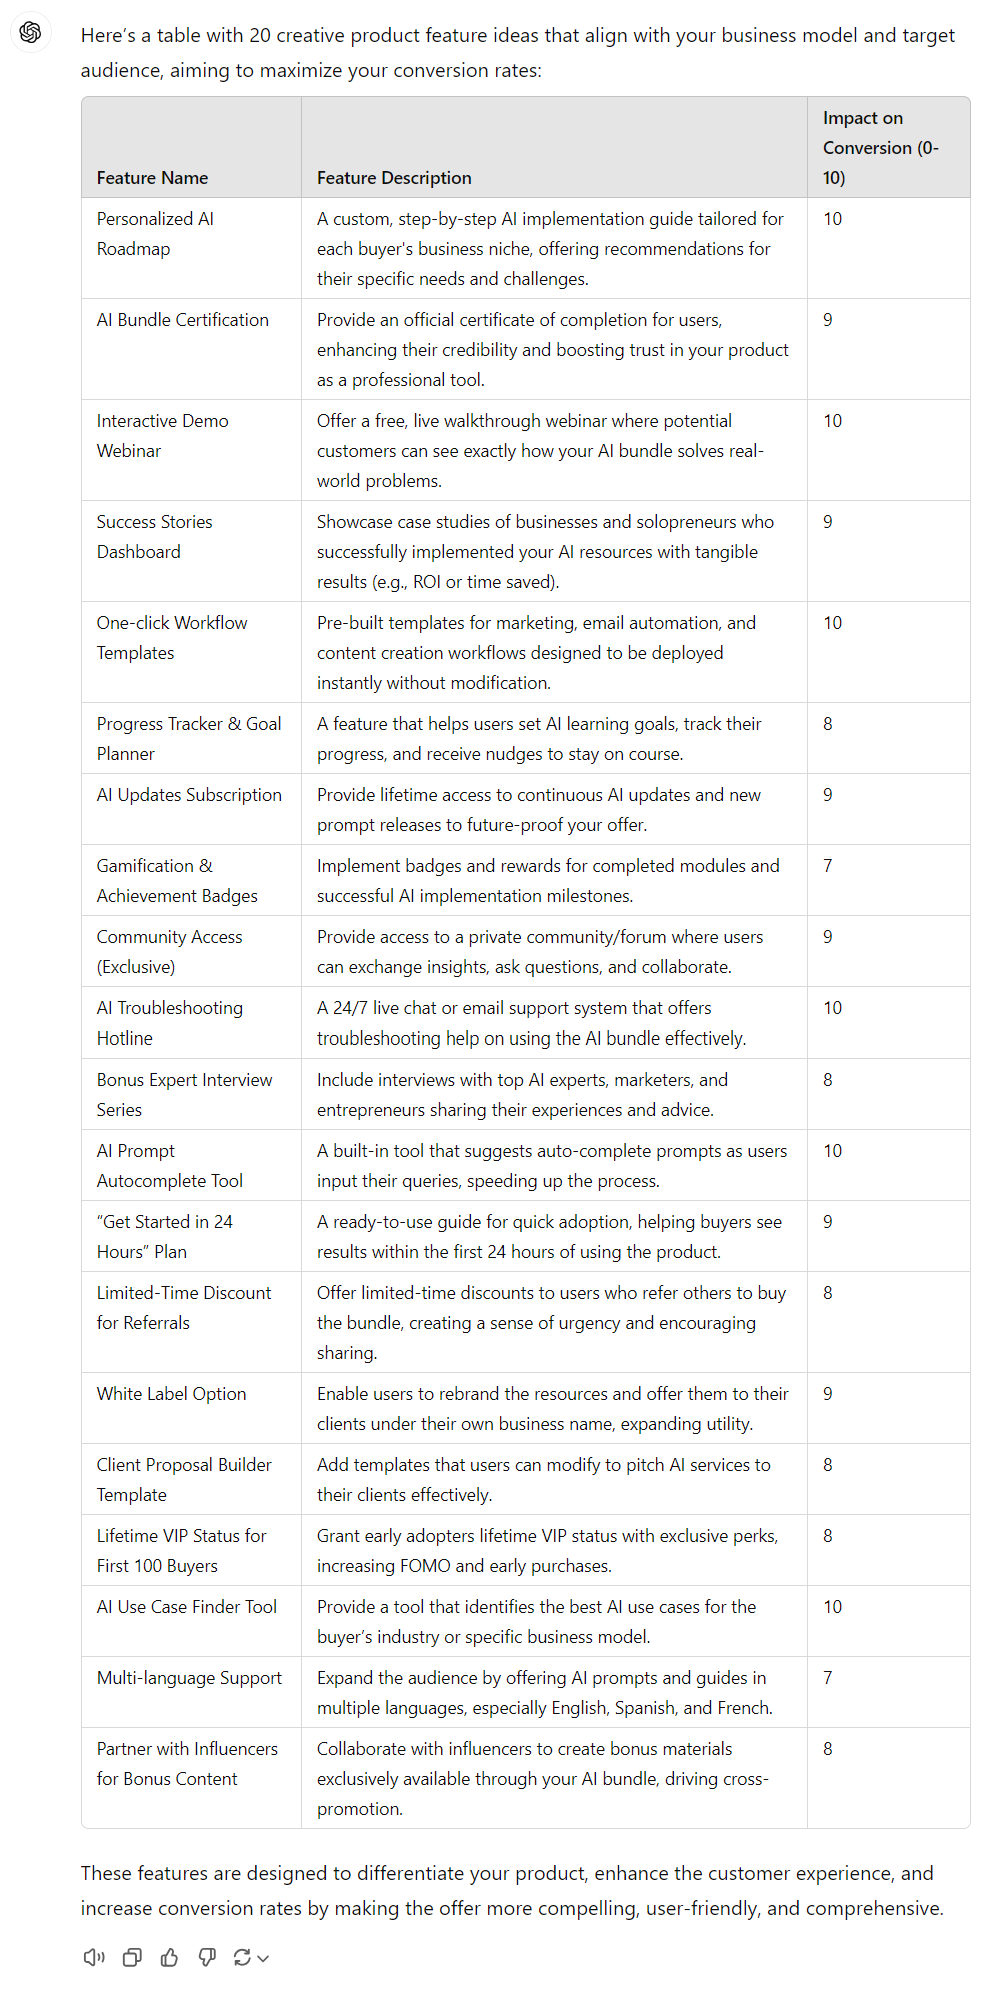 Here's a table with 20 creative product feature ideas that align with your business model and target
audience, aiming to maximize your conversion rates:
Feature Name
Feature Description
Impact on
Conversion (0-
10)
Personalized AI
Roadmap
A custom, step-by-step AI implementation guide tailored for
each buyer's business niche, offering recommendations for
their specific needs and challenges.
10
AI Bundle Certification
Provide an official certificate of completion for users,
enhancing their credibility and boosting trust in your product
as a professional tool.
9
Interactive Demo
Webinar
Offer a free, live walkthrough webinar where potential
customers can see exactly how your AI bundle solves real-
world problems.
10
Success Stories
Dashboard
Showcase case studies of businesses and solopreneurs who
successfully implemented your AI resources with tangible
results (e.g., ROI or time saved).
9
One-click Workflow
Templates
Pre-built templates for marketing, email automation, and
content creation workflows designed to be deployed
instantly without modification.
10
Progress Tracker & Goal
Planner
A feature that helps users set AI learning goals, track their
progress, and receive nudges to stay on course.
8
AI Updates Subscription
Provide lifetime access to continuous AI updates and new
prompt releases to future-proof your offer.
9
Gamification &
Achievement Badges
Implement badges and rewards for completed modules and
successful AI implementation milestones.
7
Community Access
(Exclusive)
Provide access to a private community/forum where users
can exchange insights, ask questions, and collaborate.
9
AI Troubleshooting
Hotline
A 24/7 live chat or email support system that offers
troubleshooting help on using the AI bundle effectively.
10
Bonus Expert Interview
Series
Include interviews with top AI experts, marketers, and
entrepreneurs sharing their experiences and advice.
8
AI Prompt
Autocomplete Tool
A built-in tool that suggests auto-complete prompts as users
input their queries, speeding up the process.
10
“Get Started in 24
Hours” Plan
A ready-to-use guide for quick adoption, helping buyers see
results within the first 24 hours of using the product.
9
Limited-Time Discount
for Referrals
Offer limited-time discounts to users who refer others to buy
the bundle, creating a sense of urgency and encouraging
sharing.
8
White Label Option
Enable users to rebrand the resources and offer them to their
clients under their own business name, expanding utility.
9
Client Proposal Builder
Template
Add templates that users can modify to pitch AI services to
their clients effectively.
8
Lifetime VIP Status for
First 100 Buyers
Grant early adopters lifetime VIP status with exclusive perks,
increasing FOMO and early purchases.
8
AI Use Case Finder Tool
Provide a tool that identifies the best AI use cases for the
buyer's industry or specific business model.
10
Multi-language Support
Expand the audience by offering AI prompts and guides in
multiple languages, especially English, Spanish, and French.
7
Partner with Influencers
for Bonus Content
Collaborate with influencers to create bonus materials
exclusively available through your AI bundle, driving cross-
promotion.
8
These features are designed to differentiate your product, enhance the customer experience, and
increase conversion rates by making the offer more compelling, user-friendly, and comprehensive.